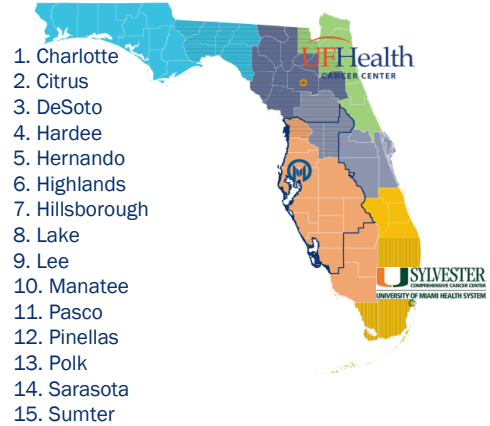 1. Charlotte
2. Citrus
3. DeSoto
4. Hardee
5. Hernando
6. Highlands
7. Hillsborough
8. Lake
9. Lee
10. Manatee
11. Pasco
12. Pinellas
13. Polk
14. Sarasota
15. Sumter
UFHealth
CANCER CENTER
M
U SYLVESTER
COMPREHENSIVE CANCER CENTER
UNIVERSITY OF MIAMI HEALTH SYSTEM